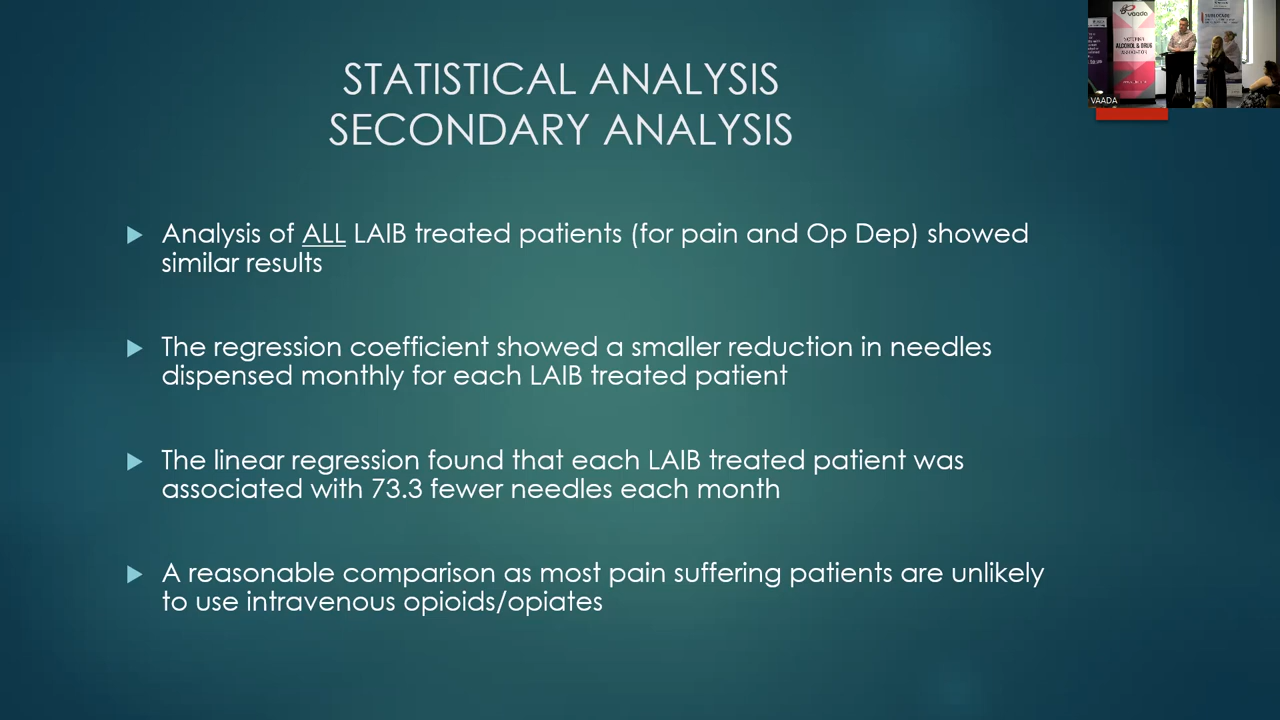 STATISTICAL ANALYSIS
SECONDARY ANALYSIS
Analysis of ALL LAIB treated patients (for pain and Op Dep) showed
similar results
The regression coefficient showed a smaller reduction in needles
dispensed monthly for each LAIB treated patient
The linear regression found that each LAIB treated patient was
associated with 73.3 fewer needles each month
A reasonable comparison as most pain suffering patients are unlikely
to use intravenous opioids/opiates
vaada
ALCOHOL & DRUG
VAADA